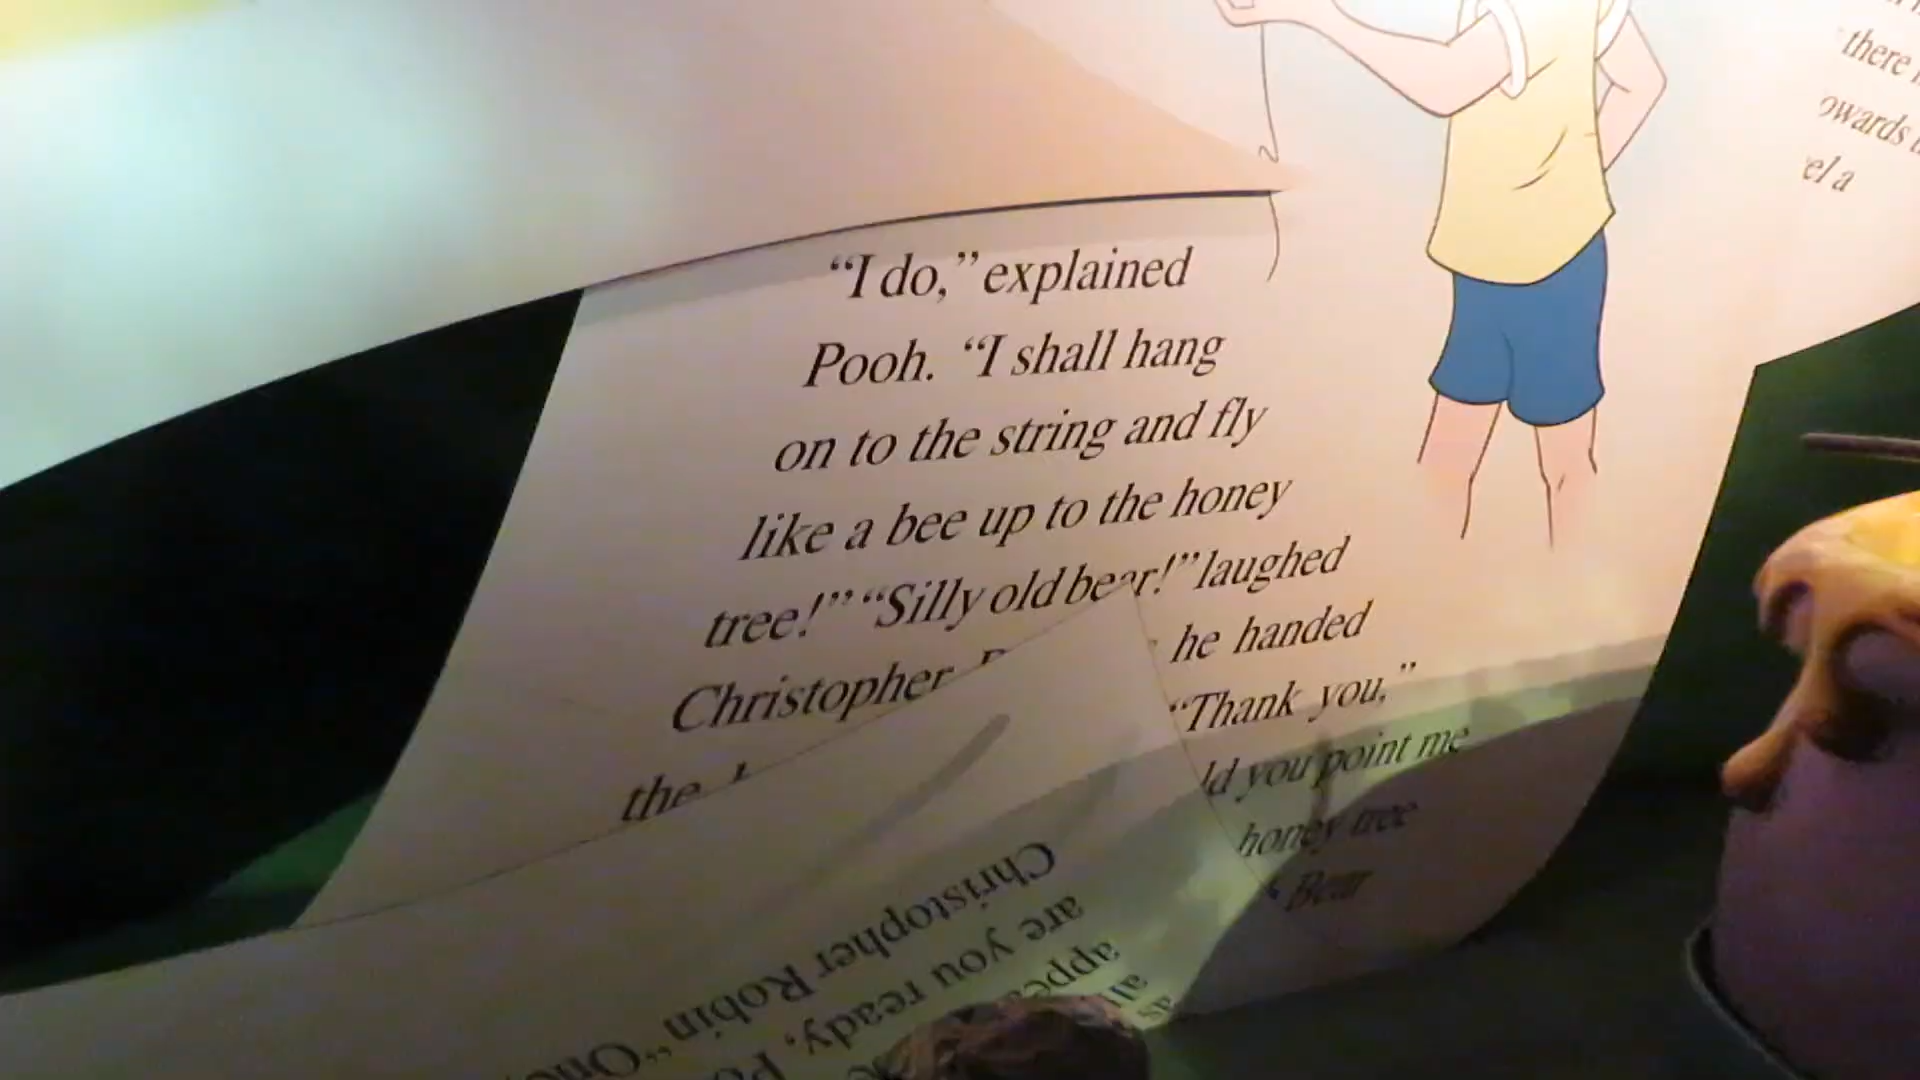 “I do,” explained
Pooh. “I shall hang
on to the string and fly
like a bee up to the honey
tree!” “Silly old bear!” laughed
Christopher he handed
the “Thank you,”
you point me
honey tree
Bear
there
a
Christopher Robin
are you ready,